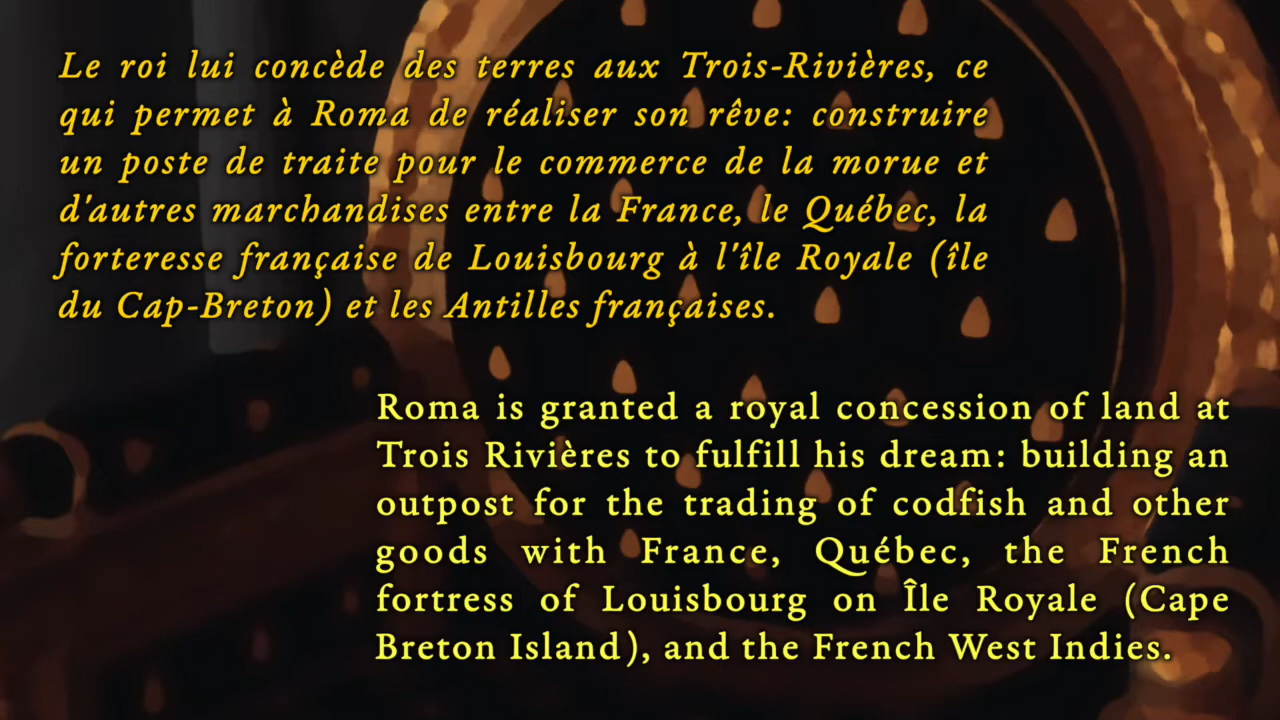 Le roi lui concède des terres aux Trois-Rivières, ce
qui permet à Roma de réaliser son rêve: construire
un poste de traite pour le commerce de la morue et
d'autres marchandises entre la France, le Québec, la
forteresse française de Louisbourg à l'île Royale (île
du Cap-Breton) et les Antilles françaises.
Roma is granted a royal concession of land at
Trois Rivières to fulfill his dream: building an
outpost for the trading of codfish and other
goods with France, Québec, the French
fortress of Louisbourg on Île Royale (Cape
Breton Island), and the French West Indies.